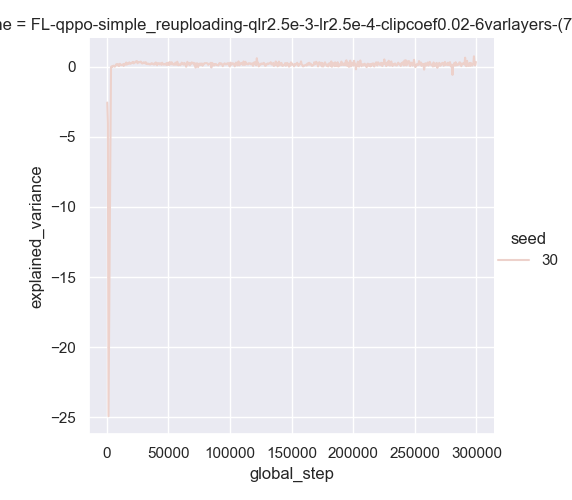 ne = FL-qppo-simple_reuploading-qlr2.5e-3-lr2.5e-4-clipcoef0.02-6varlayers-(7
0
−5
−10
−15
−20
−25
explained_variance
0 50000 100000 150000 200000 250000 300000
global_step
seed
30